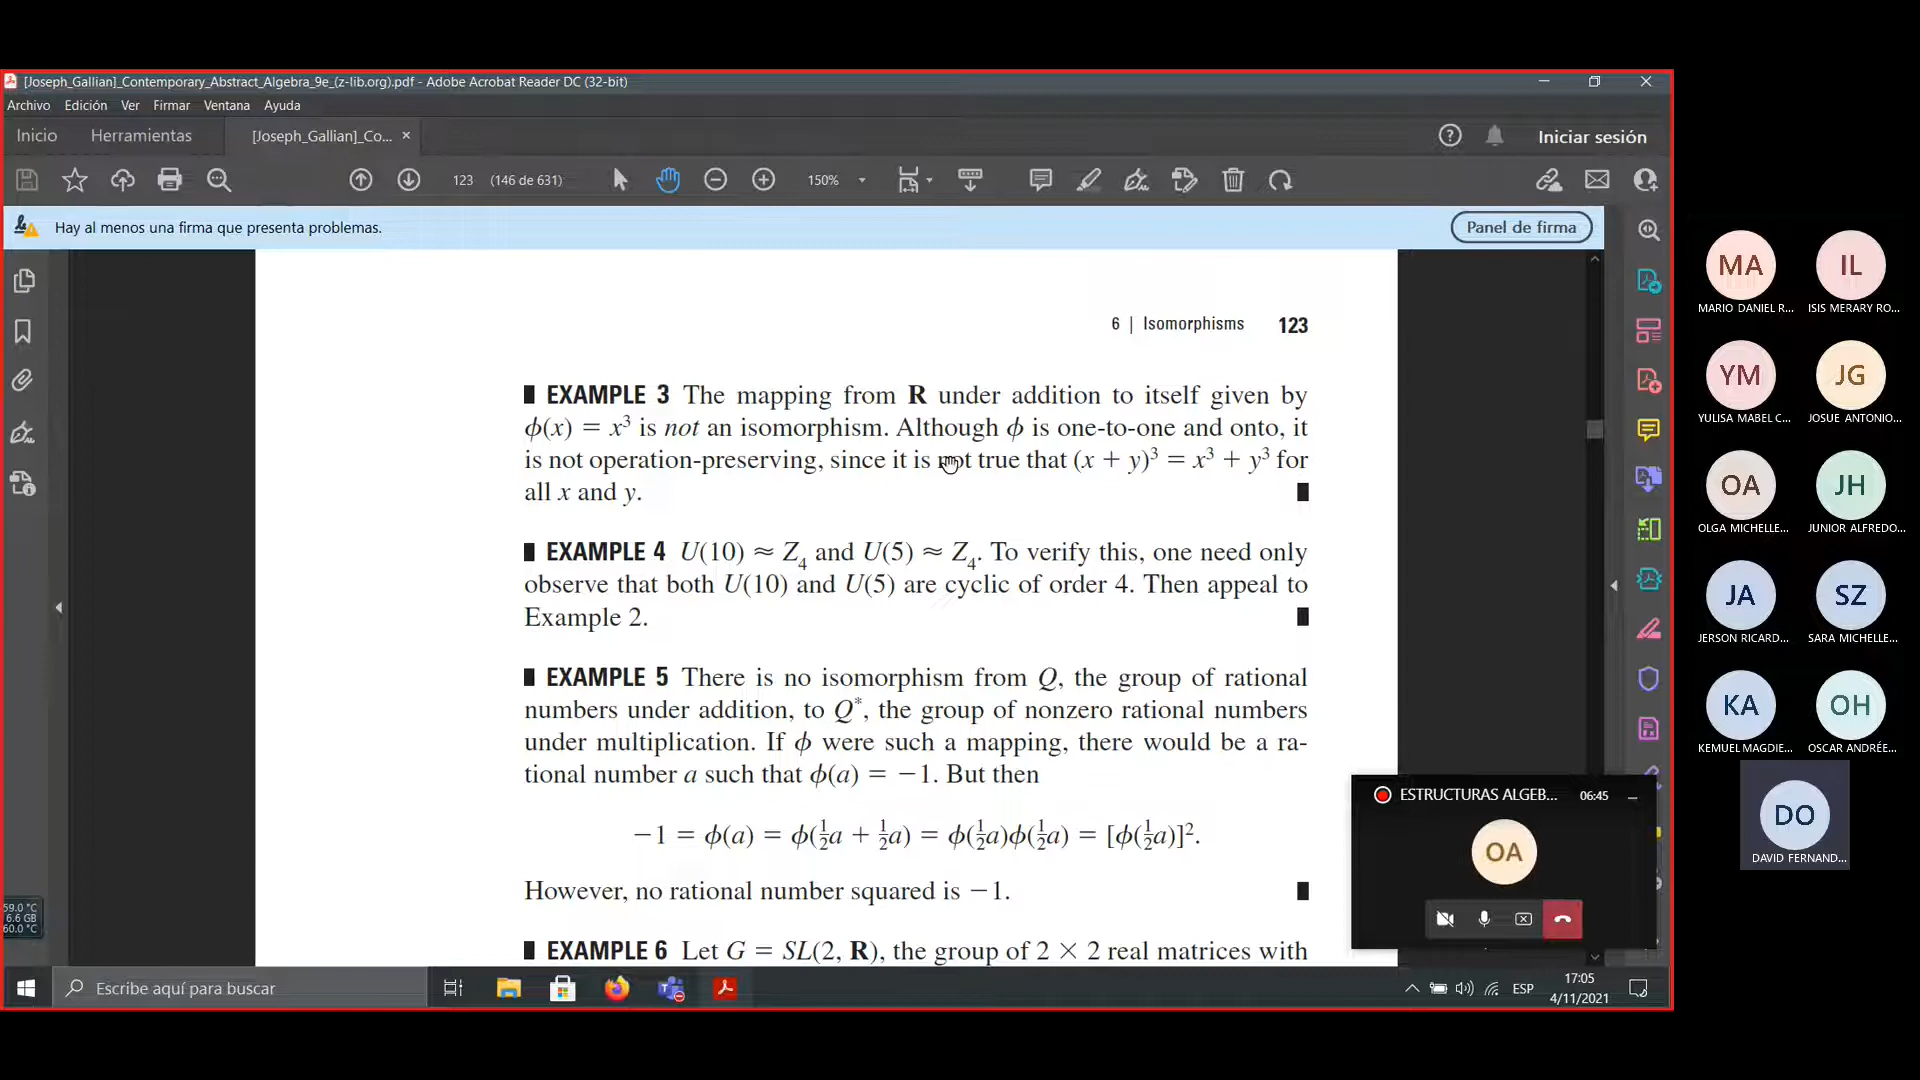 [Joseph_Gallian]_Contemporary_Abstract_Algebra_9e_(z-lib.org).pdf - Adobe Acrobat Reader DC (32-bit)
Archivo Edición Ver Firmar Ventana Ayuda
Inicio Herramientas [Joseph_Gallian]_Co... × Iniciar sesión
123 (146 de 631) 150%
Hay al menos una firma que presenta problemas. Panel de firma
6 | Isomorphisms 123
EXAMPLE 3 The mapping from R under addition to itself given by
ϕ(x) = x³ is not an isomorphism. Although ϕ is one-to-one and onto, it
is not operation-preserving, since it is not true that (x + y)³ = x³ + y³ for
all x and y.
EXAMPLE 4 U(10) ≈ Z₄ and U(5) ≈ Z₄. To verify this, one need only
observe that both U(10) and U(5) are cyclic of order 4. Then appeal to
Example 2.
EXAMPLE 5 There is no isomorphism from Q, the group of rational
numbers under addition, to Q*, the group of nonzero rational numbers
under multiplication. If ϕ were such a mapping, there would be a ra-
tional number a such that ϕ(a) = −1. But then
−1 = ϕ(a) = ϕ(½a + ½a) = ϕ(½a)ϕ(½a) = [ϕ(½a)]².
However, no rational number squared is −1.
EXAMPLE 6 Let G = SL(2, R), the group of 2 × 2 real matrices with
59.0 °C
6.6 GB
60.0 °C
ESTRUCTURAS ALGEB... 06:45
OA
Escribe aquí para buscar
ESP
17:05
4/11/2021
MA IL
MARIO DANIEL R... ISIS MERARY RO...
YM JG
YULISA MABEL C... JOSUE ANTONIO...
OA JH
OLGA MICHELLE... JUNIOR ALFREDO...
JA SZ
JERSON RICARD... SARA MICHELLE...
KA OH
KEMUEL MAGDIE... OSCAR ANDRÉE...
DO
DAVID FERNAND...